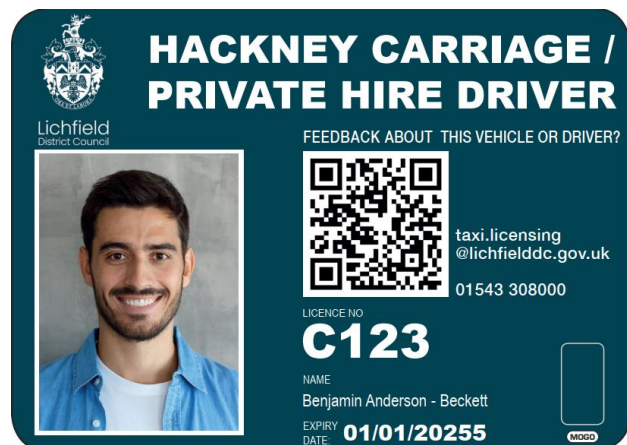 HACKNEY CARRIAGE /
PRIVATE HIRE DRIVER
Lichfield
District Council
FEEDBACK ABOUT THIS VEHICLE OR DRIVER?
taxi.licensing
@lichfielddc.gov.uk
01543 308000
LICENCE NO
C123
NAME
Benjamin Anderson - Beckett
EXPIRY
DATE: 01/01/20255
MOGO